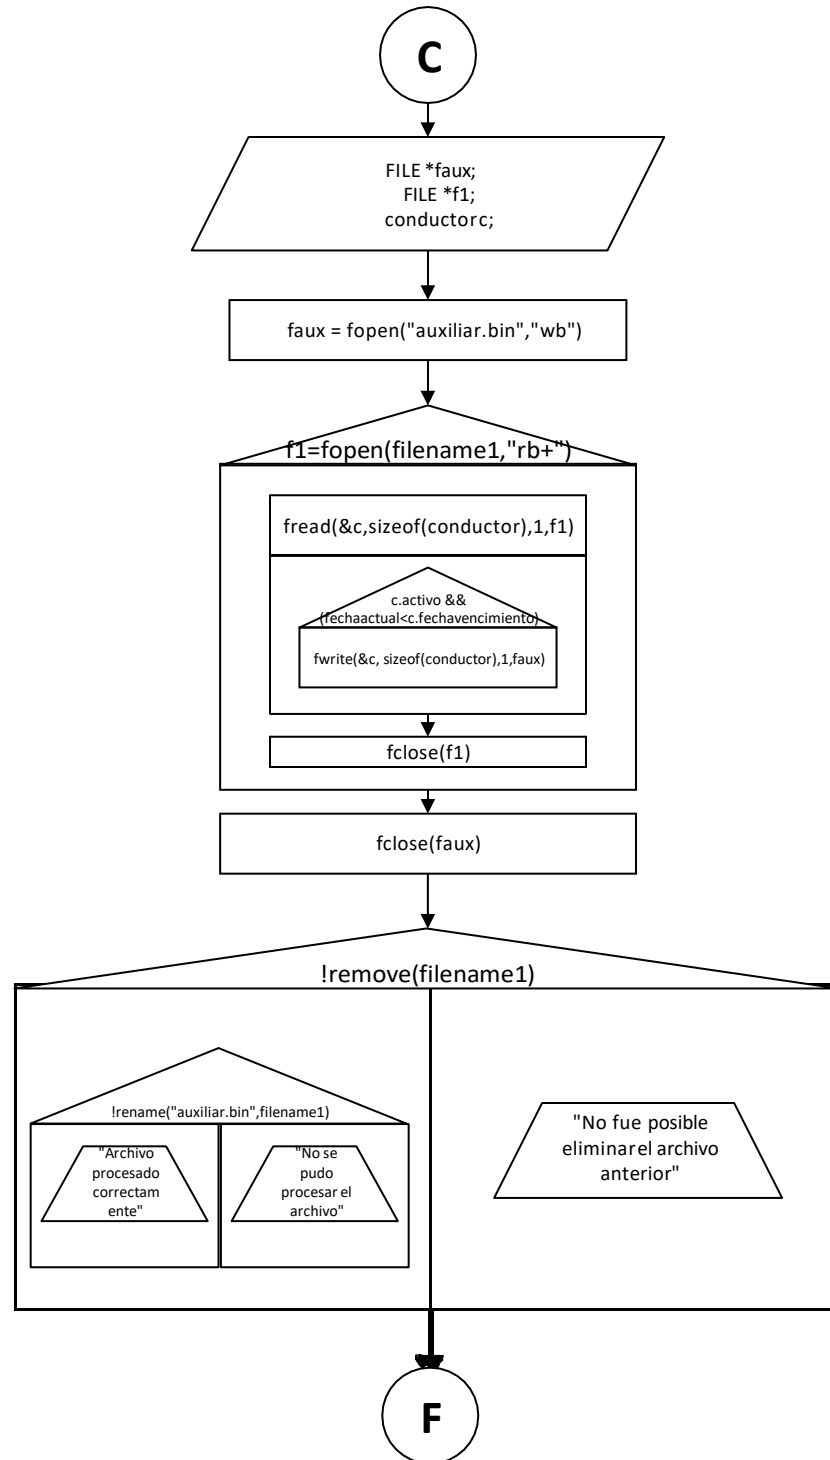 C
FILE *faux;
FILE *f1;
conductor c;
faux = fopen("auxiliar.bin","wb")
f1=fopen(filename1,"rb+")
fread(&c,sizeof(conductor),1,f1)
c.activo &&
(fechaactual<c.fechavencimiento)
fwrite(&c, sizeof(conductor),1,faux)
fclose(f1)
fclose(faux)
!remove(filename1)
!rename("auxiliar.bin",filename1)
"Archivo
procesado
correctam
ente"
"No se
pudo
procesar el
archivo"
"No fue posible
eliminar el archivo
anterior"
F